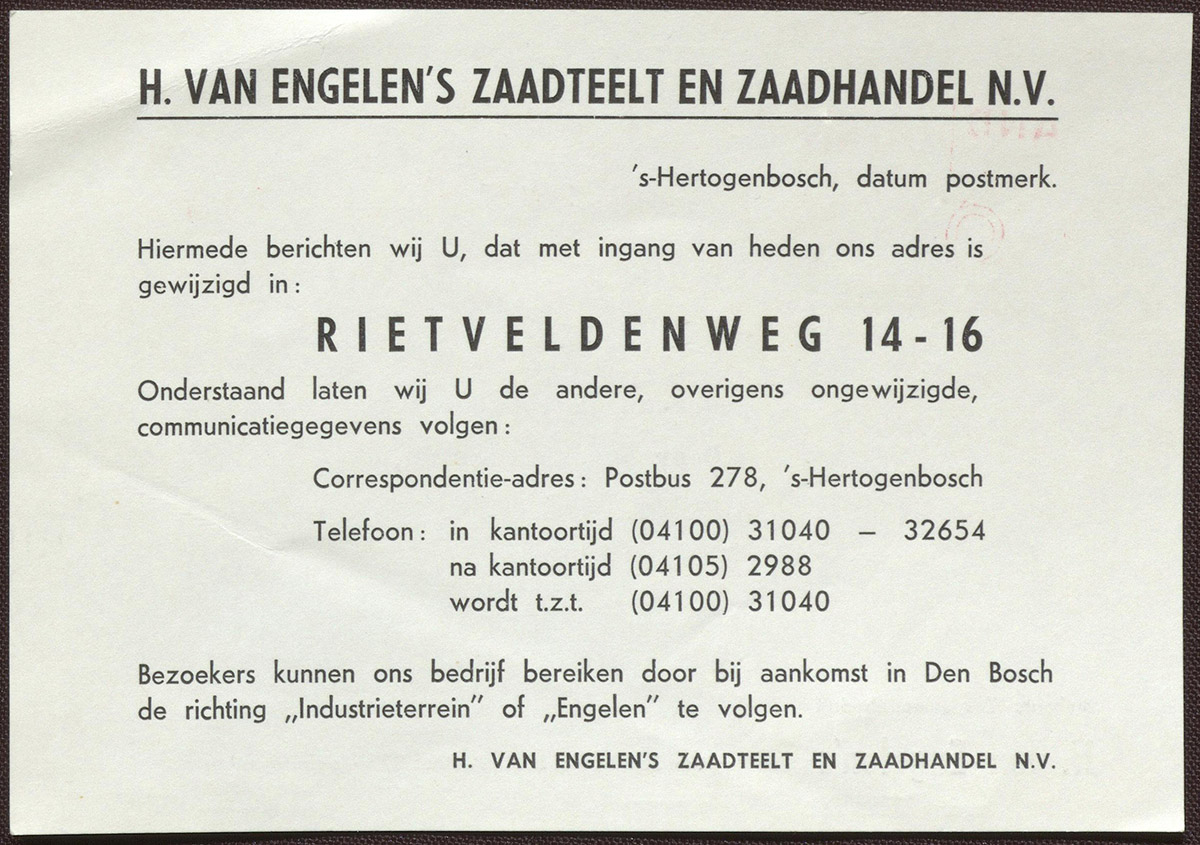 H. VAN ENGELEN'S ZAADTEELT EN ZAADHANDEL N.V.
's-Hertogenbosch, datum postmerk.
Hiermede berichten wij U, dat met ingang van heden ons adres is
gewijzigd in :
RIETVELDENWEG 14 - 16
Onderstaand laten wij U de andere, overigens ongewijzigde,
communicatiegegevens volgen :
Correspondentie-adres : Postbus 278, 's-Hertogenbosch
Telefoon : in kantoortijd (04100) 31040 – 32654
na kantoortijd (04105) 2988
wordt t.z.t. (04100) 31040
Bezoekers kunnen ons bedrijf bereiken door bij aankomst in Den Bosch
de richting „Industrieterrein” of „Engelen” te volgen.
H. VAN ENGELEN'S ZAADTEELT EN ZAADHANDEL N.V.